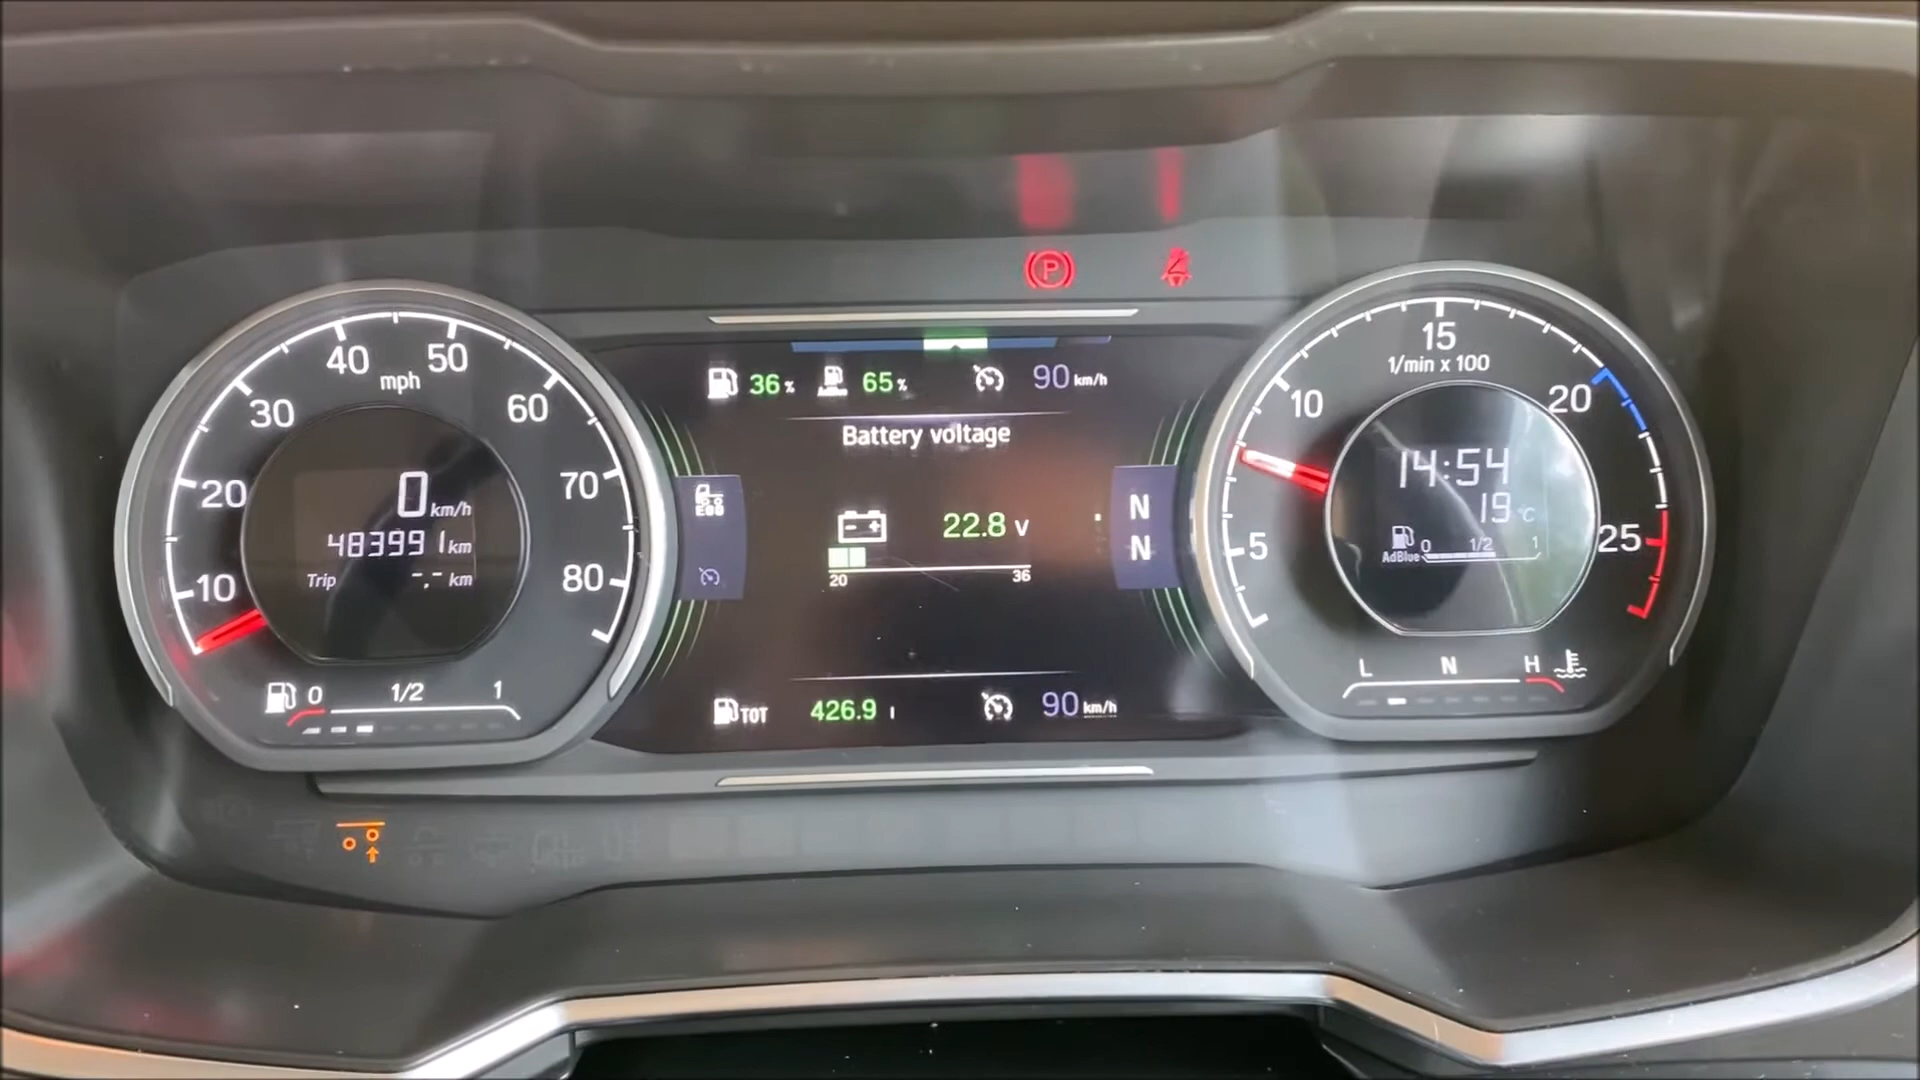 40 50
mph
30
60
20
70
10
80
0 km/h
483991 km
Trip -.- km
0 1/2 1
P
36 % AdBlue 65 % 90 km/h
Battery voltage
22.8 V
20 36
N
N
TOT 426.9 l 90 km/h
15
1/min x 100
10
20
5
25
14:54
19 °C
AdBlue 0 1/2 1
L N H